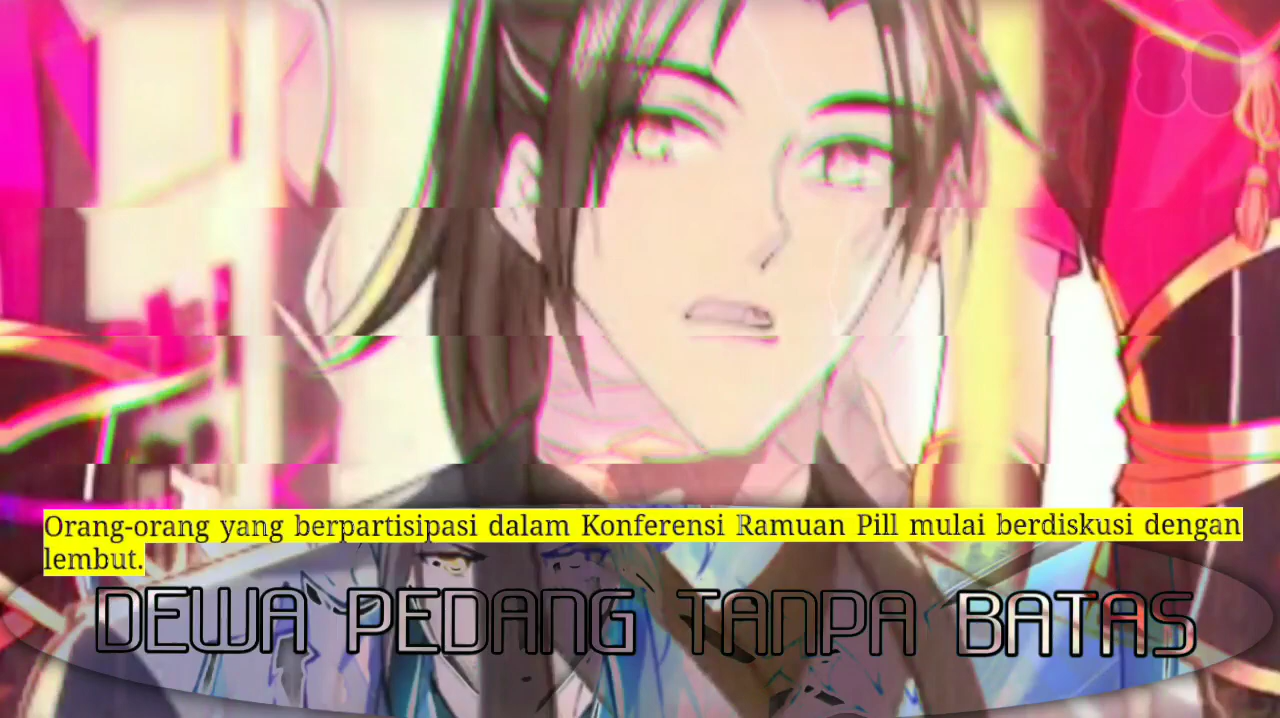 Orang-orang yang berpartisipasi dalam Konferensi Ramuan Pill mulai berdiskusi dengan
lembut.
DEWA PEDANG TANPA BATAS